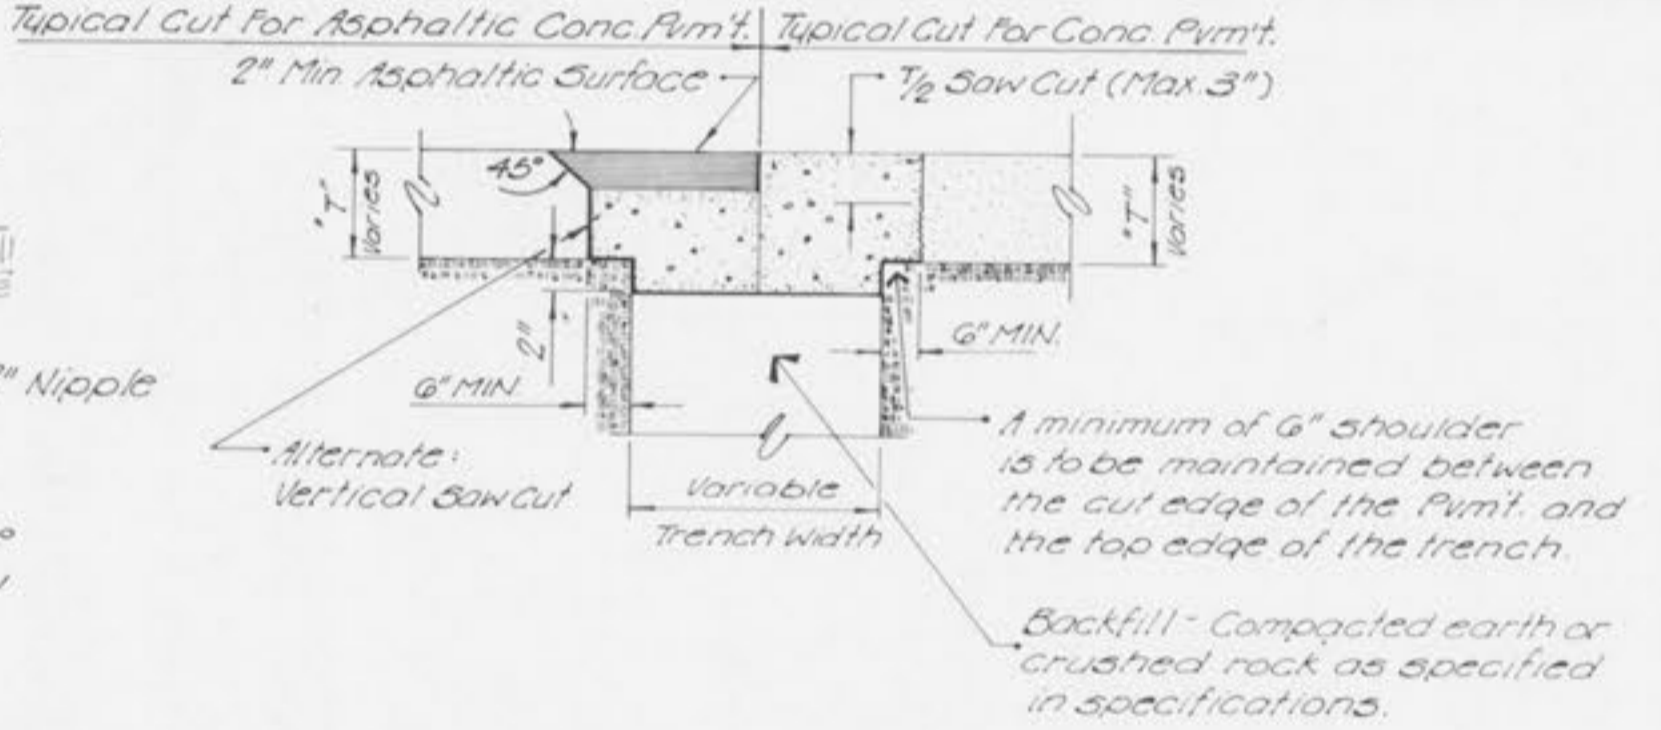 Typical Cut For Asphaltic Conc. Pvm't.
Typical Cut For Conc. Pvm't.
2" Min. Asphaltic Surface
T/2 Saw Cut (Max. 3")
45°
"T"
Varies
"T"
Varies
2"
6" MIN.
6" MIN.
" Nipple
Alternate:
Vertical Saw Cut
Variable
Trench Width
A minimum of 6" shoulder
is to be maintained between
the cut edge of the Pvm't. and
the top edge of the trench.
Backfill - Compacted earth or
crushed rock as specified
in specifications.